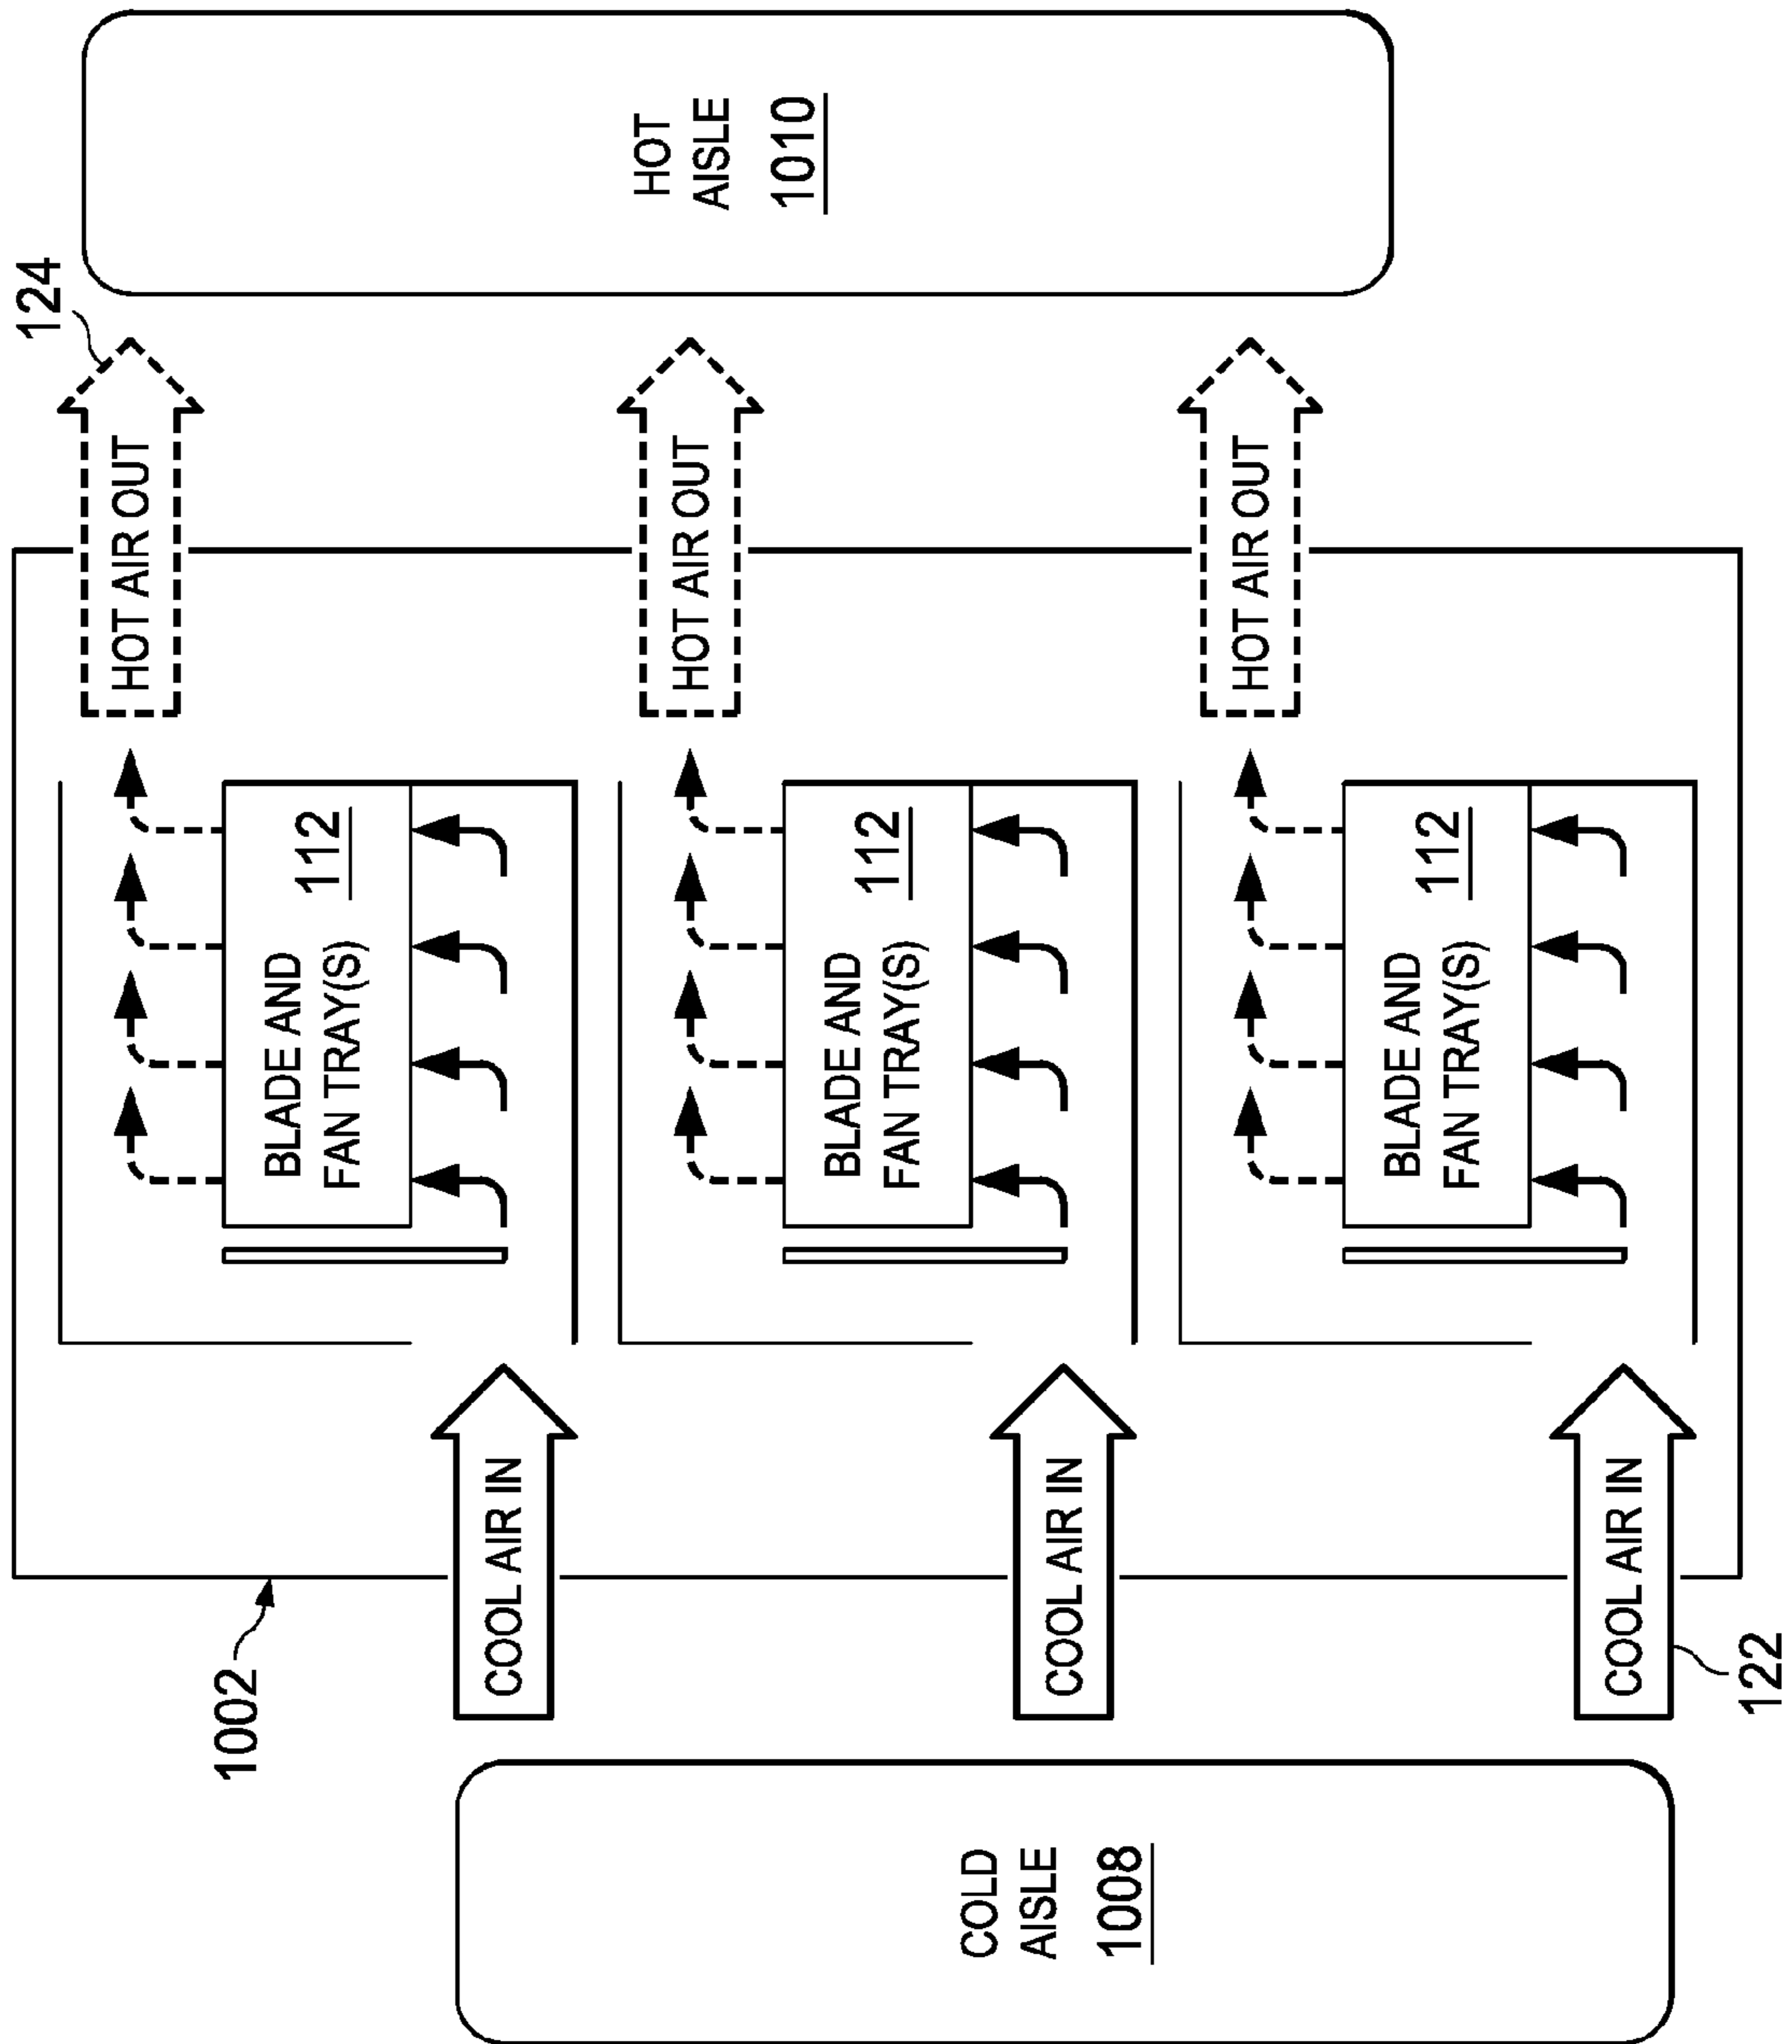 124
HOT
AISLE
1010
HOT AIR OUT
HOT AIR OUT
HOT AIR OUT
BLADE AND
FAN TRAY(S)
112
BLADE AND
FAN TRAY(S)
112
BLADE AND
FAN TRAY(S)
112
1002
COOL AIR IN
COOL AIR IN
COOL AIR IN
122
COLD
AISLE
1008